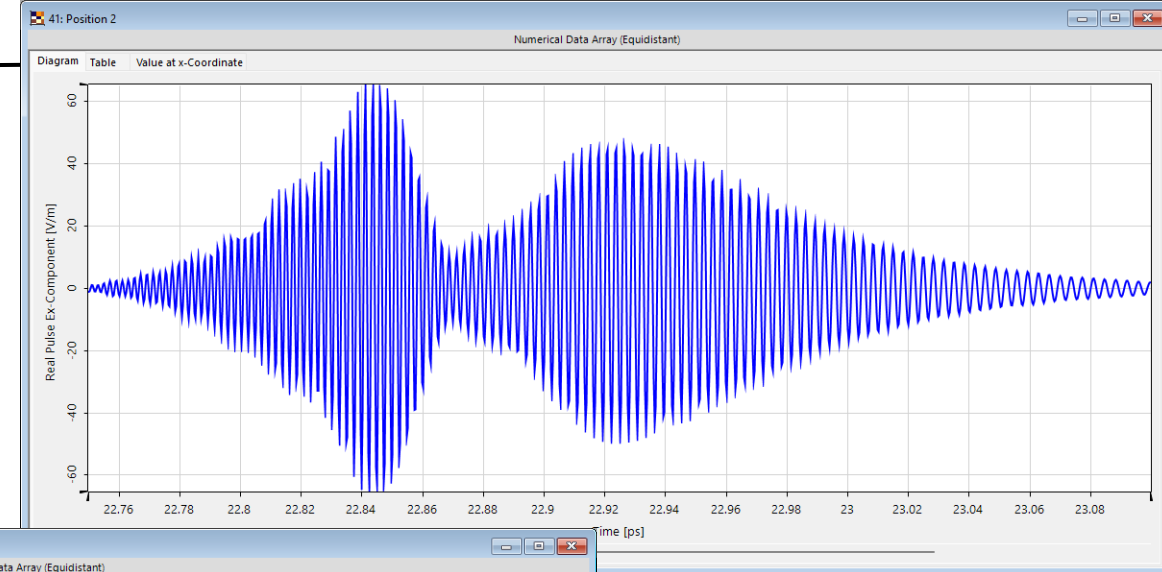 41: Position 2
Numerical Data Array (Equidistant)
Diagram Table Value at x-Coordinate
Real Pulse Ex-Component [V/m]
60
40
20
0
-20
-40
-60
22.76 22.78 22.8 22.82 22.84 22.86 22.88 22.9 22.92 22.94 22.96 22.98 23 23.02 23.04 23.06 23.08
Time [ps]
Array (Equidistant)